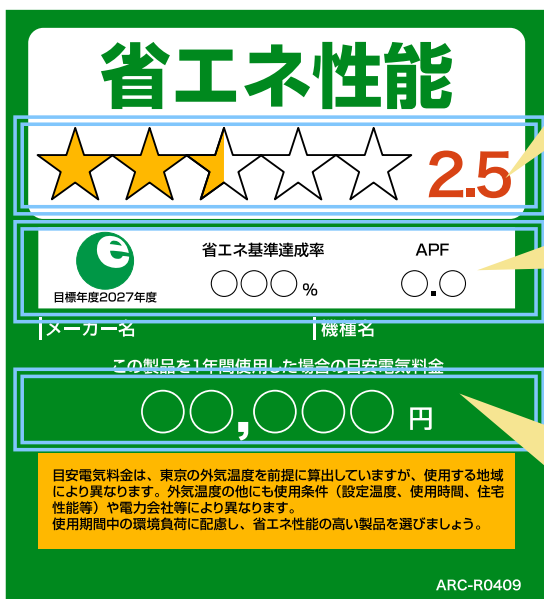 省エネ性能
2.5
e
目標年度2027年度
省エネ基準達成率
○○○%
APF
○.○
メーカー名
機種名
この製品を1年間使用した場合の目安電気料金
○○,○○○円
目安電気料金は、東京の外気温度を前提に算出していますが、使用する地域
により異なります。外気温度の他にも使用条件（設定温度、使用時間、住宅
性能等）や電力会社等により異なります。
使用期間中の環境負荷に配慮し、省エネ性能の高い製品を選びましょう。
ARC-R0409